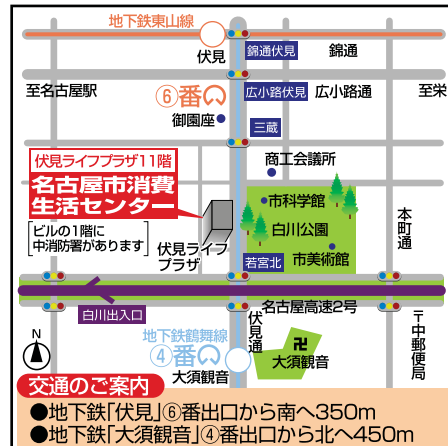 地下鉄東山線
伏見
錦通伏見
錦通
至名古屋駅
⑥番
広小路伏見
広小路通
至栄
御園座
三蔵
商工会議所
伏見ライフプラザ11階
名古屋市消費
生活センター
ビルの1階に
中消防署があります
伏見ライフ
プラザ
市科学館
白川公園
市美術館
若宮北
本町通
白川出入口
名古屋高速2号
伏見通
〒中郵便局
N
地下鉄鶴舞線
④番
大須観音
卍
大須観音
交通のご案内
●地下鉄「伏見」⑥番出口から南へ350m
●地下鉄「大須観音」④番出口から北へ450m